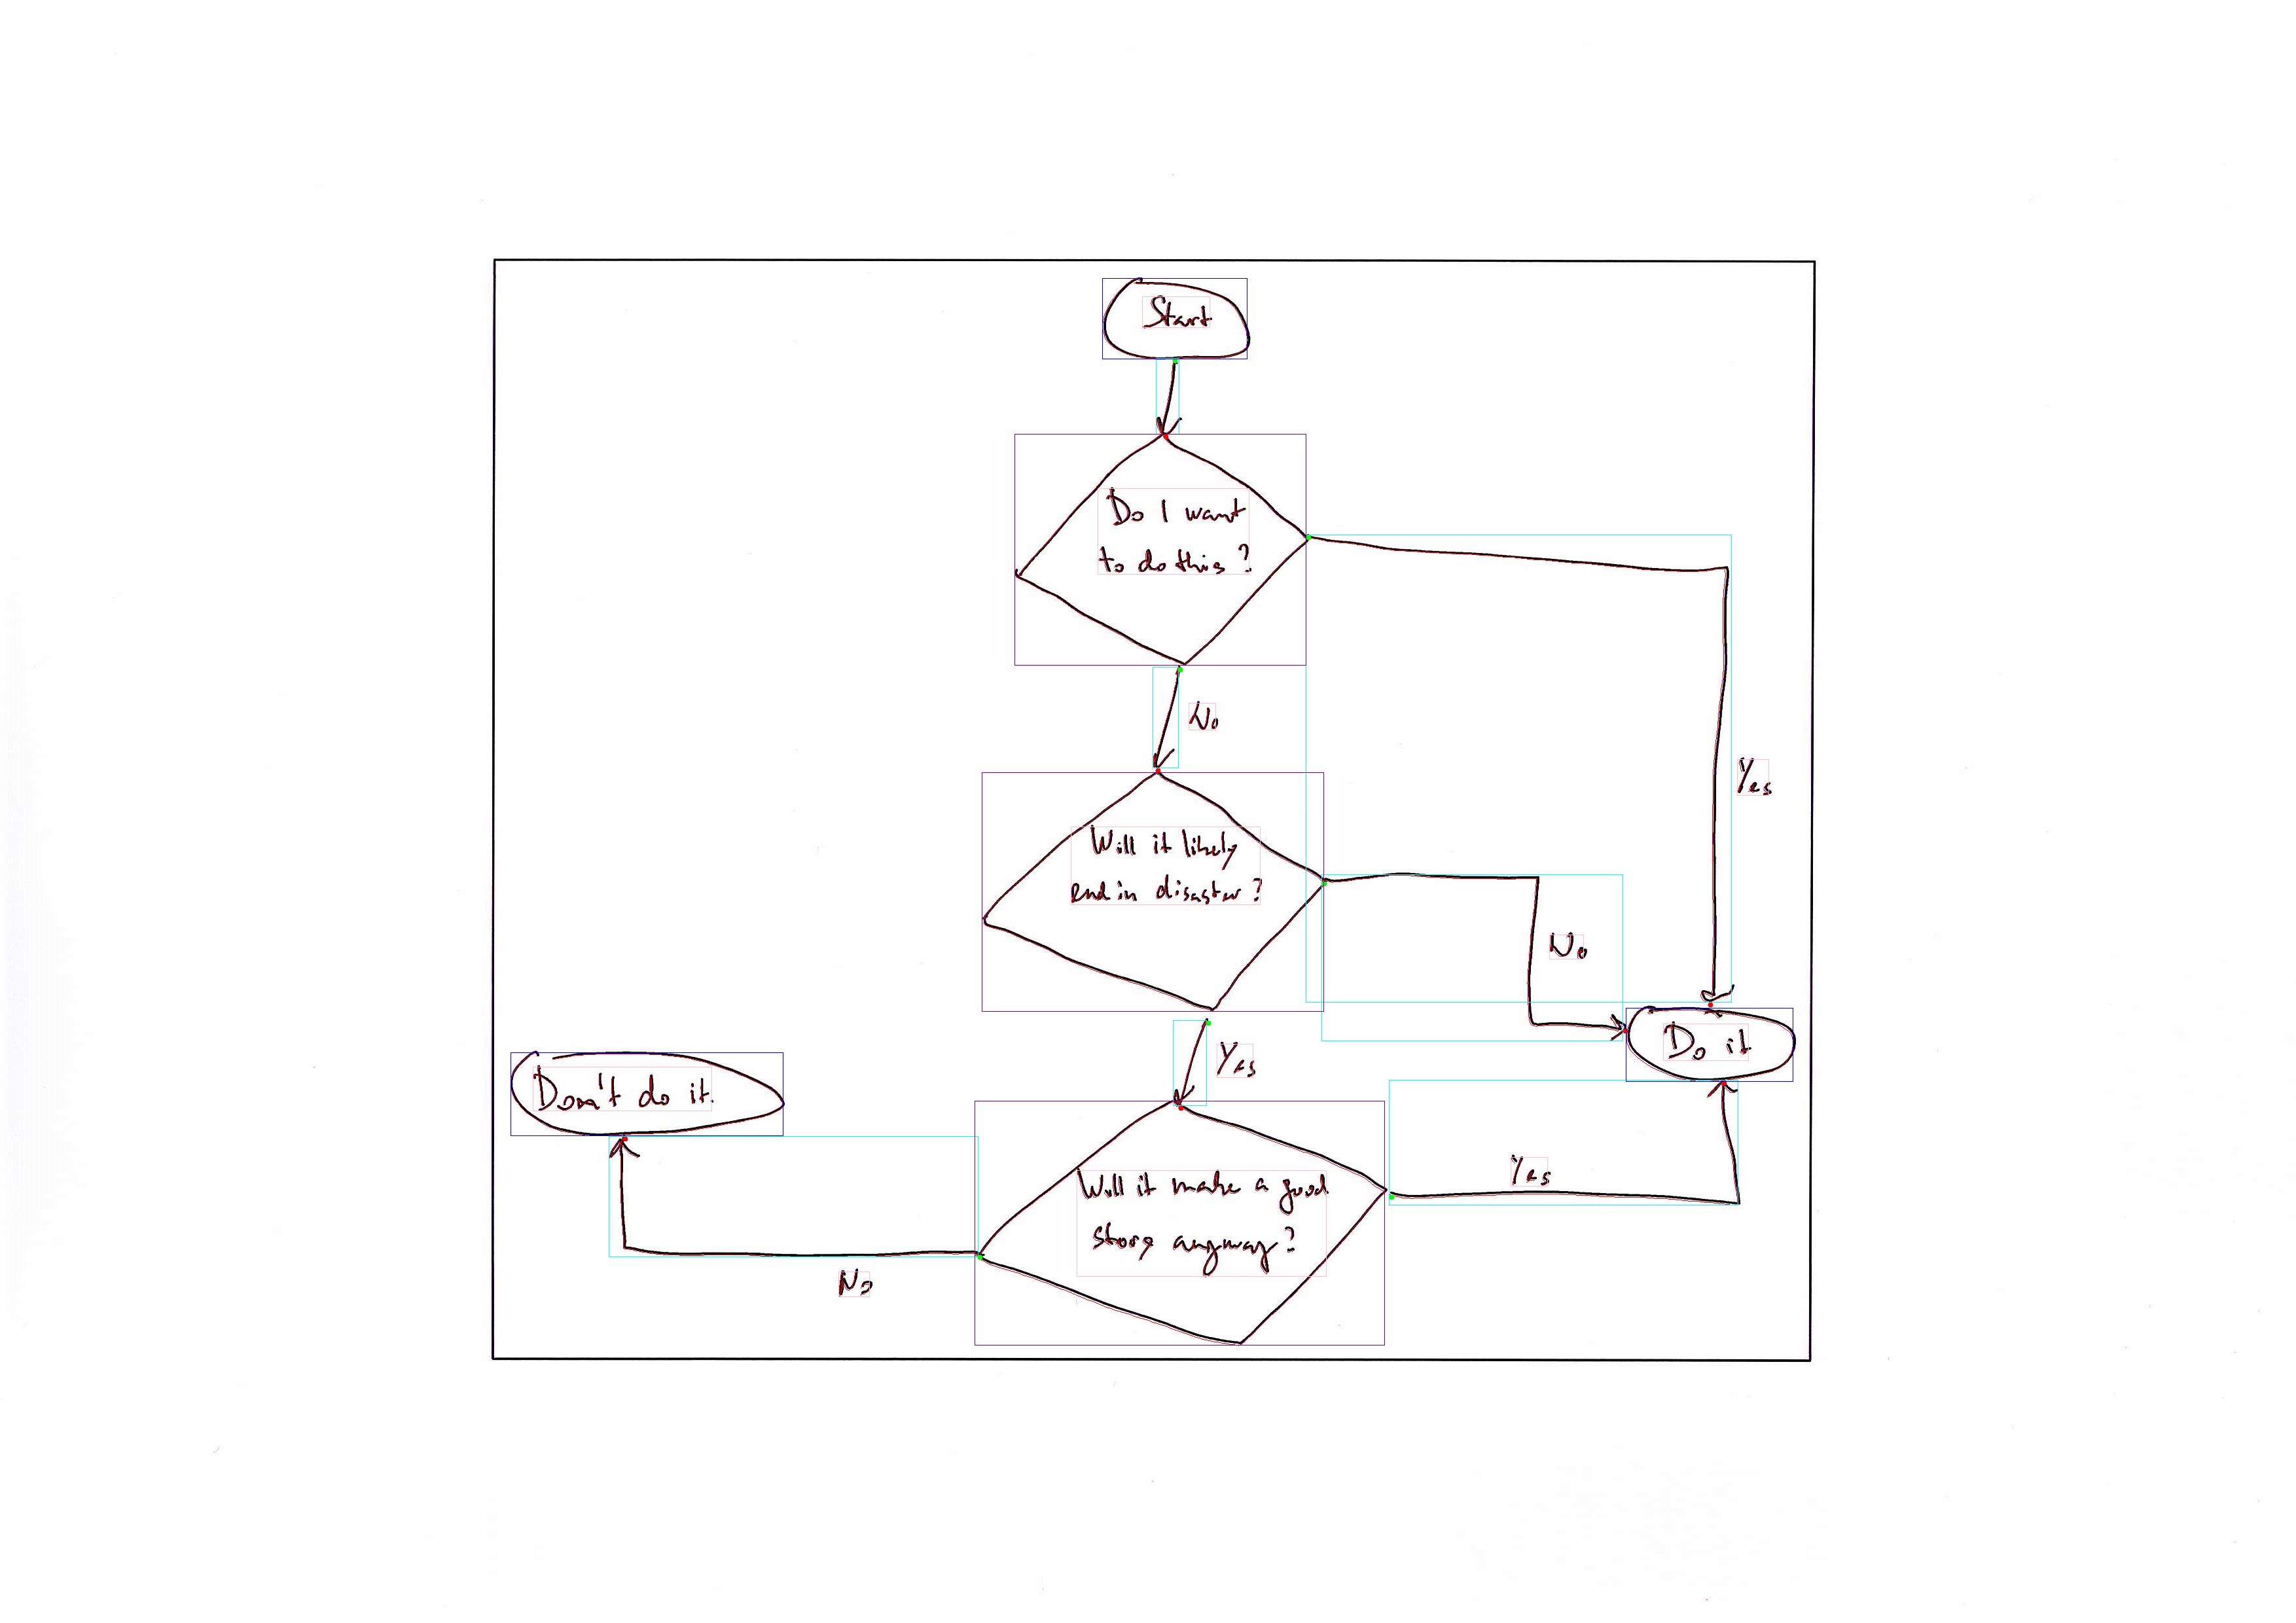 Start
Do I want
to do this?
No
Yes
Will it likely
end in disaster?
No
Do it
Yes
Don't do it.
Will it make a good
story anyway?
Yes
No